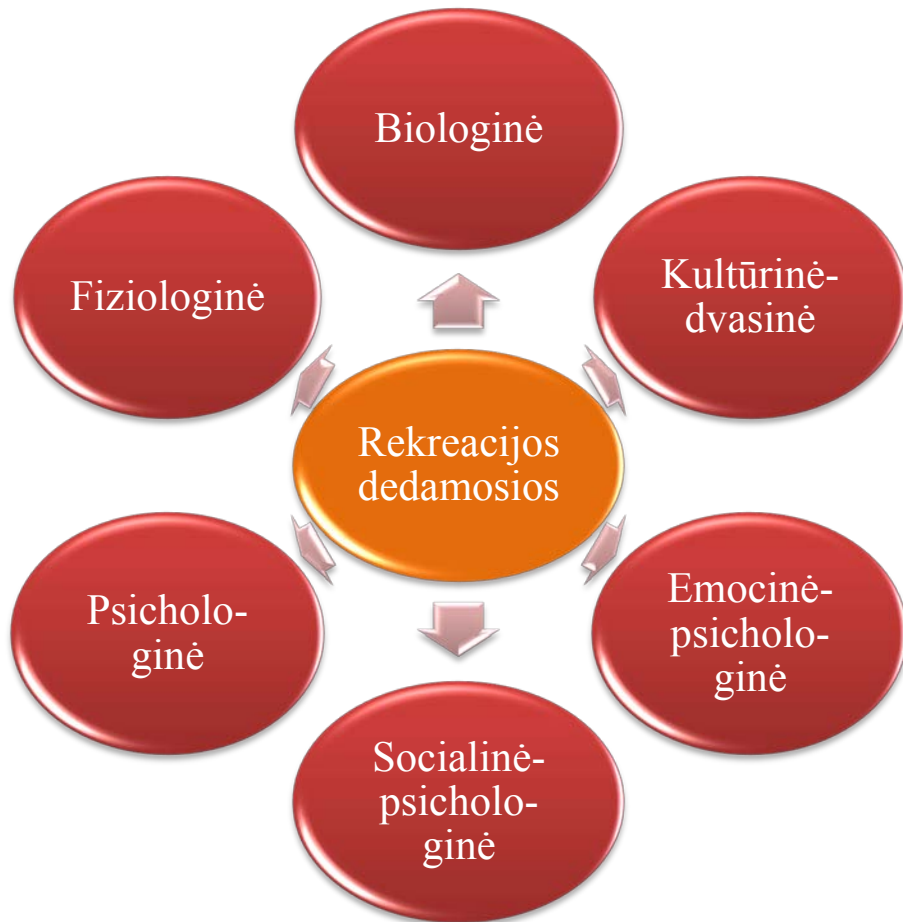 Biologinė
Fiziologinė
Kultūrinė-
dvasinė
Rekreacijos
dedamosios
Psicholo-
ginė
Emocinė-
psicholo-
ginė
Socialinė-
psicholo-
ginė